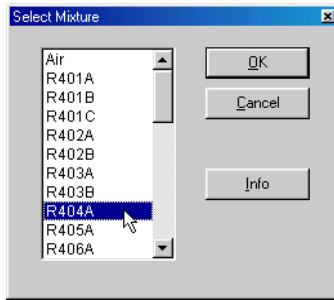 Select Mixture
Air
R401A
R401B
R401C
R402A
R402B
R403A
R403B
R404A
R405A
R406A
OK
Cancel
Info